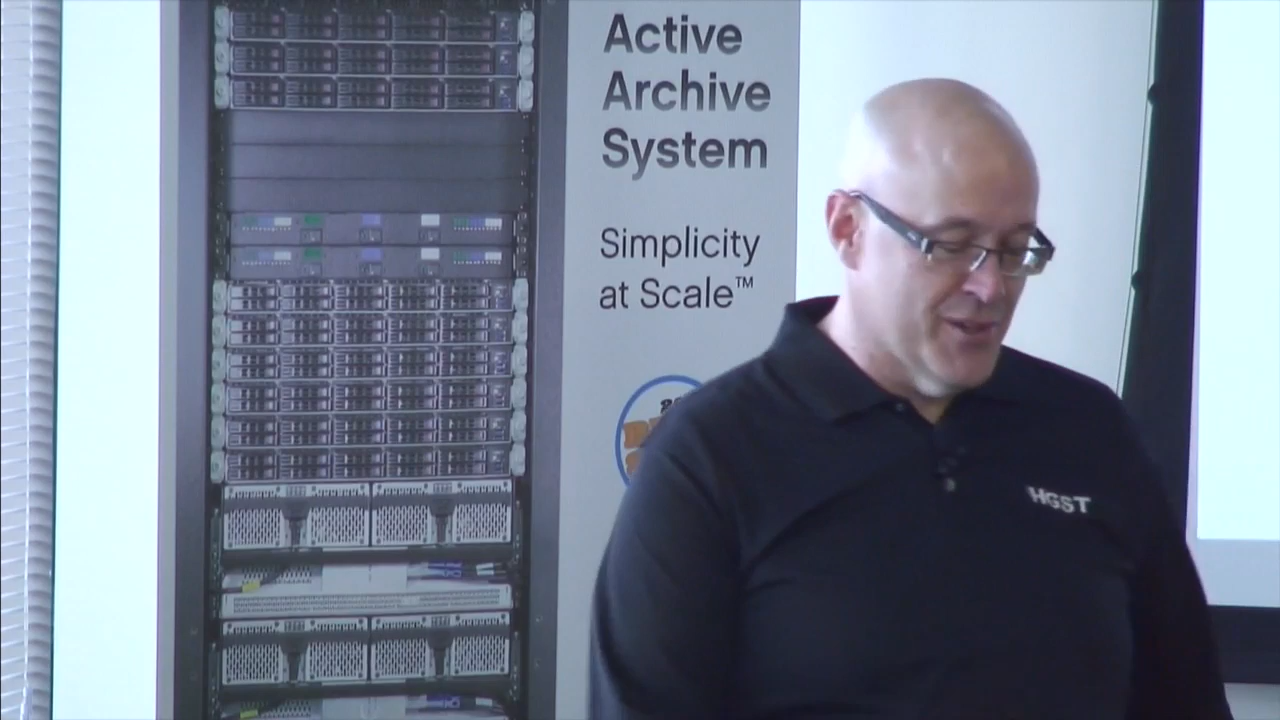 Active
Archive
System
Simplicity
at Scale™
HGST